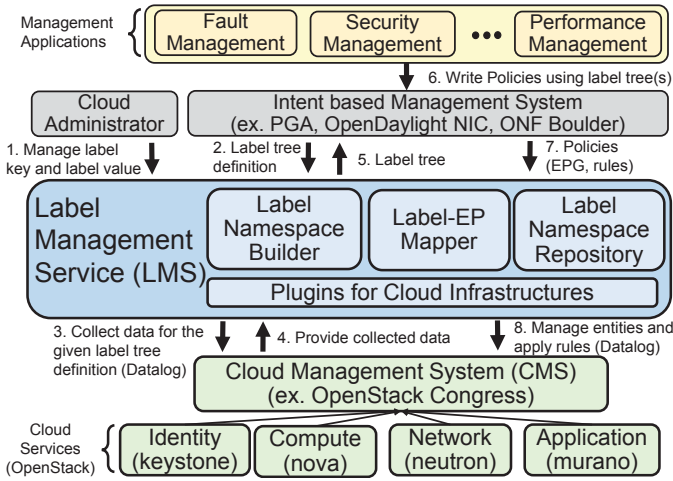 Management
Applications
Fault
Management
Security
Management
•••
Performance
Management
6. Write Policies using label tree(s)
Cloud
Administrator
Intent based Management System
(ex. PGA, OpenDaylight NIC, ONF Boulder)
1. Manage label
key and label value
2. Label tree
definition
5. Label tree
7. Policies
(EPG, rules)
Label
Management
Service (LMS)
Label
Namespace
Builder
Label-EP
Mapper
Label
Namespace
Repository
Plugins for Cloud Infrastructures
3. Collect data for the
given label tree
definition (Datalog)
4. Provide collected data
8. Manage entities and
apply rules (Datalog)
Cloud Management System (CMS)
(ex. OpenStack Congress)
Cloud
Services
(OpenStack)
Identity
(keystone)
Compute
(nova)
Network
(neutron)
Application
(murano)